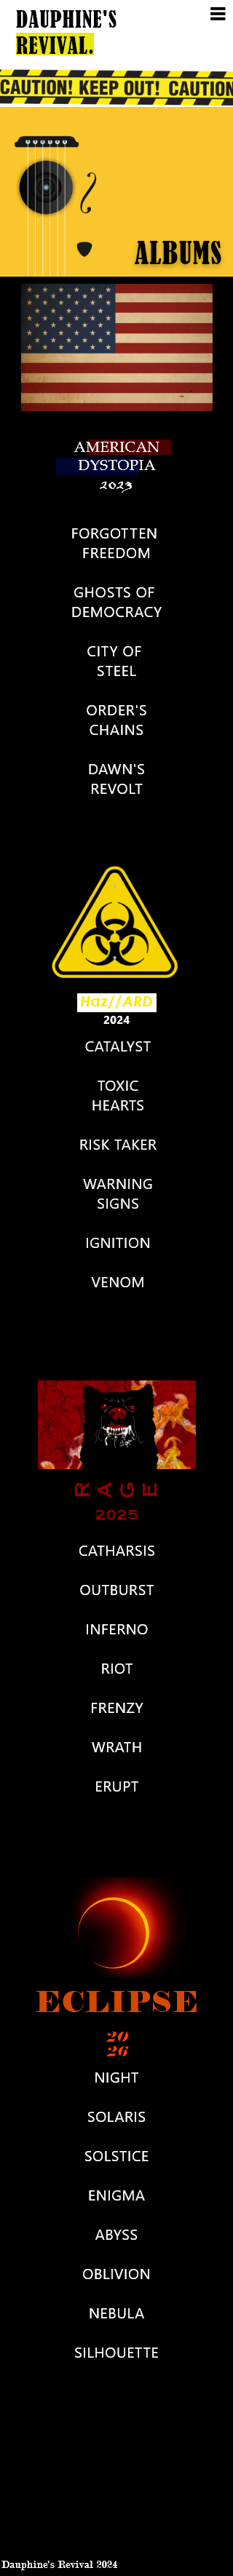 DAUPHINE'S
REVIVAL.
CAUTION! KEEP OUT! CAUTION
ALBUMS
AMERICAN
DYSTOPIA
2023
FORGOTTEN
FREEDOM
GHOSTS OF
DEMOCRACY
CITY OF
STEEL
ORDER'S
CHAINS
DAWN'S
REVOLT
Haz//ARD
2024
CATALYST
TOXIC
HEARTS
RISK TAKER
WARNING
SIGNS
IGNITION
VENOM
RAGE
2025
CATHARSIS
OUTBURST
INFERNO
RIOT
FRENZY
WRATH
ERUPT
ECLIPSE
20
26
NIGHT
SOLARIS
SOLSTICE
ENIGMA
ABYSS
OBLIVION
NEBULA
SILHOUETTE
Dauphine's Revival 2024